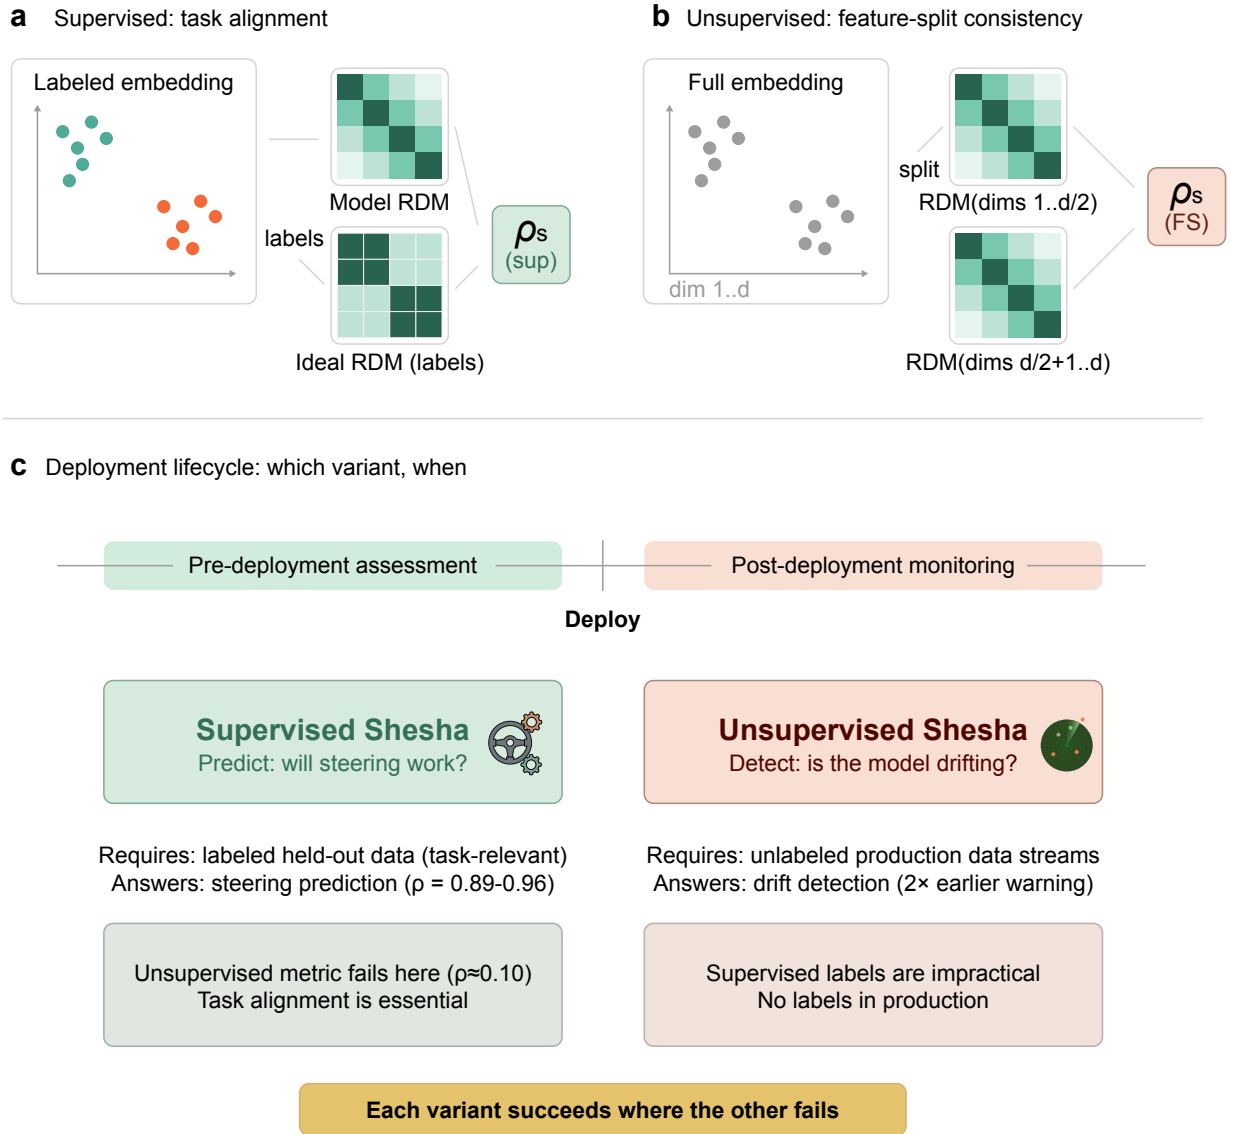 a Supervised: task alignment
Labeled embedding
Model RDM
labels
Ideal RDM (labels)
ρs
(sup)
b Unsupervised: feature-split consistency
Full embedding
dim 1..d
split
RDM(dims 1..d/2)
RDM(dims d/2+1..d)
ρs
(FS)
c Deployment lifecycle: which variant, when
Pre-deployment assessment
Post-deployment monitoring
Deploy
Supervised Shesha
Predict: will steering work?
Requires: labeled held-out data (task-relevant)
Answers: steering prediction (ρ = 0.89-0.96)
Unsupervised metric fails here (ρ≈0.10)
Task alignment is essential
Unsupervised Shesha
Detect: is the model drifting?
Requires: unlabeled production data streams
Answers: drift detection (2× earlier warning)
Supervised labels are impractical
No labels in production
Each variant succeeds where the other fails